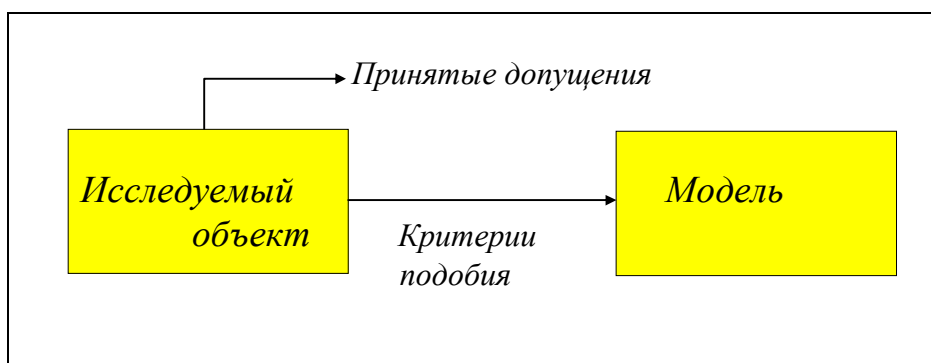 Принятые допущения
Исследуемый
объект
Модель
Критерии
подобия